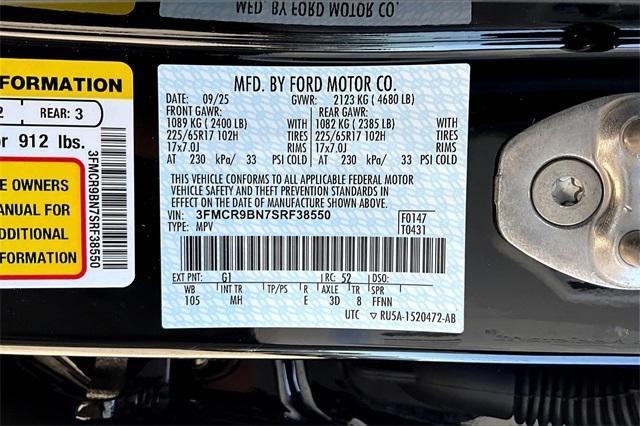 MFD. BY FORD MOTOR CO.
FORMATION
2 REAR: 3
or 912 lbs.
3FMCR9BN7SRF38550
E OWNERS
ANUAL FOR
DDITIONAL
FORMATION
MFD. BY FORD MOTOR CO.
DATE: 09/25 GVWR: 2123 KG ( 4680 LB)
FRONT GAWR: REAR GAWR:
1089 KG ( 2400 LB) WITH 1082 KG ( 2385 LB) WITH
225/65R17 102H TIRES 225/65R17 102H TIRES
17x7.0J RIMS 17x7.0J RIMS
AT 230 kPa/ 33 PSI COLD AT 230 kPa/ 33 PSI COLD
THIS VEHICLE CONFORMS TO ALL APPLICABLE FEDERAL MOTOR
VEHICLE SAFETY AND THEFT PREVENTION STANDARDS IN
EFFECT ON THE DATE OF MANUFACTURE SHOWN ABOVE.
VIN: 3FMCR9BN7SRF38550 F0147
TYPE: MPV T0431
EXT PNT: G1 RC: 52 DSO:
WB INT TR TP/PS R AXLE TR SPR
105 MH E 3D 8 FFNN
UTC ▽ RU5A-1520472-AB